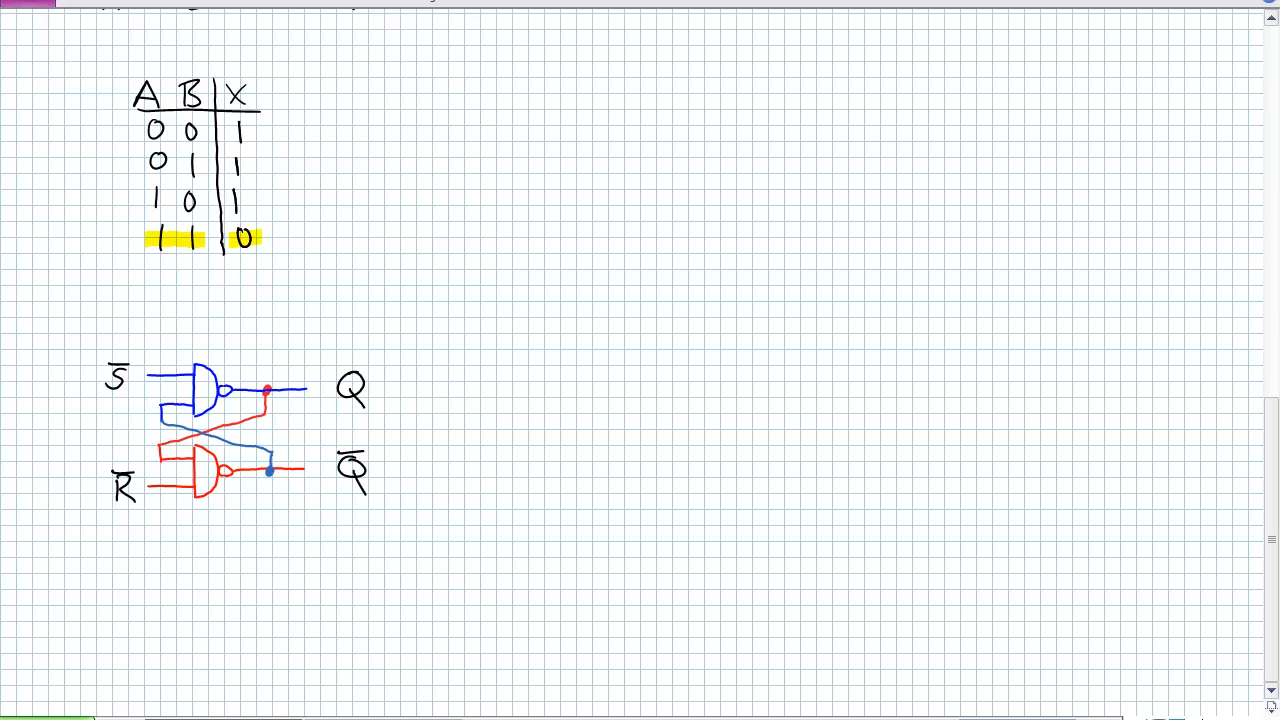 A B X
0 0 1
0 1 1
1 0 1
1 1 0
S̅ Q
R̅ Q̅